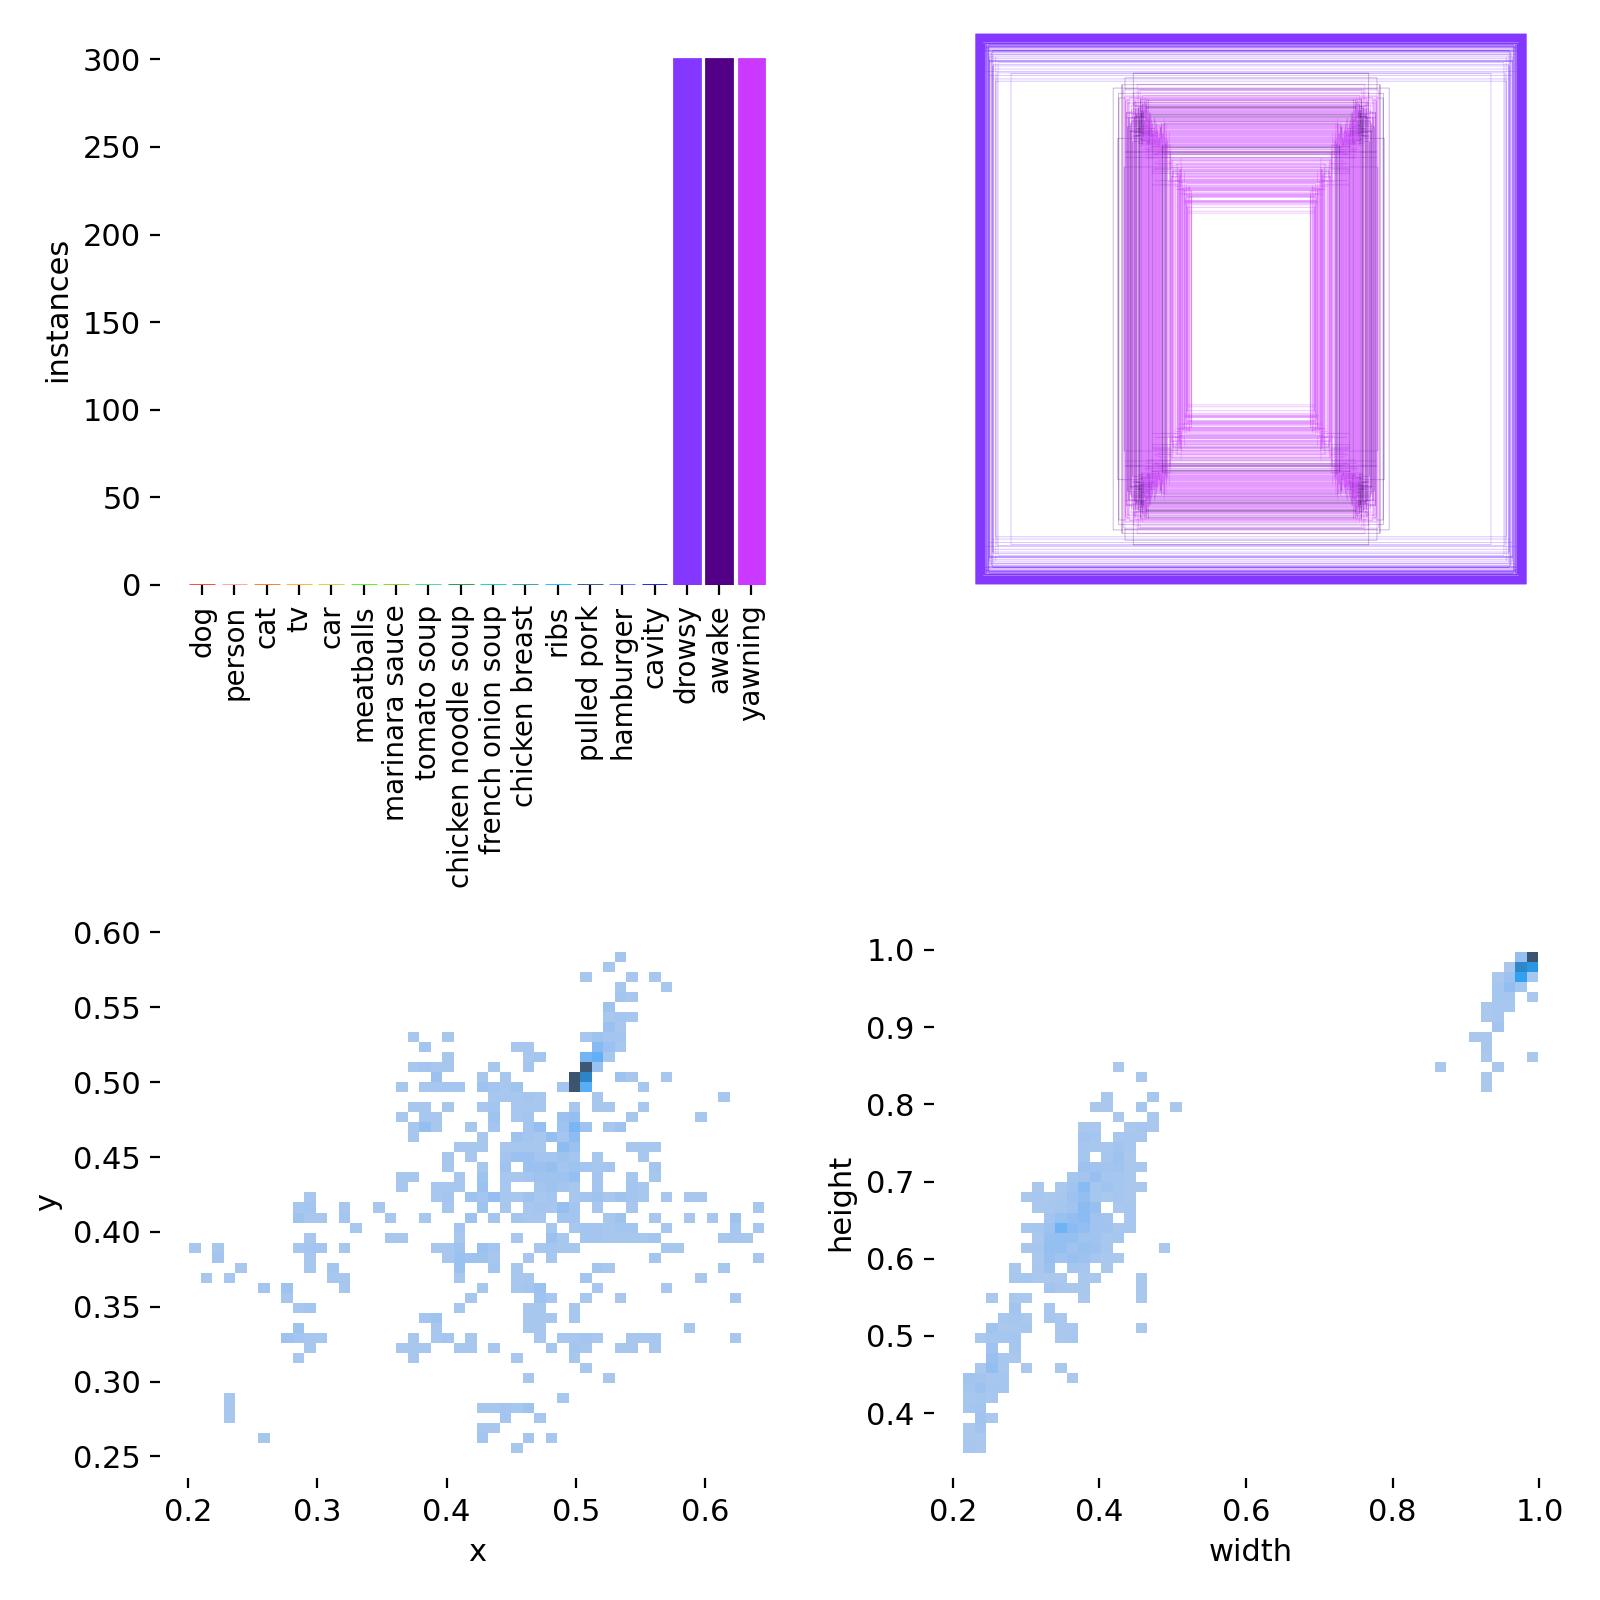 300
250
200
150
100
50
0
instances
dog
person
cat
tv
car
meatballs
marinara sauce
tomato soup
chicken noodle soup
french onion soup
chicken breast
ribs
pulled pork
hamburger
cavity
drowsy
awake
yawning
0.60
0.55
0.50
0.45
0.40
0.35
0.30
0.25
y
0.2 0.3 0.4 0.5 0.6
x
1.0
0.9
0.8
0.7
0.6
0.5
0.4
height
0.2 0.4 0.6 0.8 1.0
width